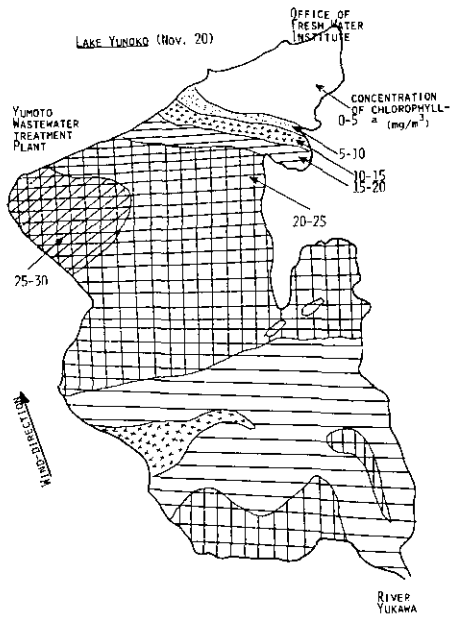 OFFICE OF
FRESH WATER
INSTITUTE
LAKE YUNOKO (NOV. 20)
CONCENTRATION
OF CHLOROPHYLL-
a (mg/m³)
0-5
YUMOTO
WASTEWATER
TREATMENT
PLANT
5-10
10-15
15-20
20-25
25-30
WIND-DIRECTION
RIVER
YUKAWA